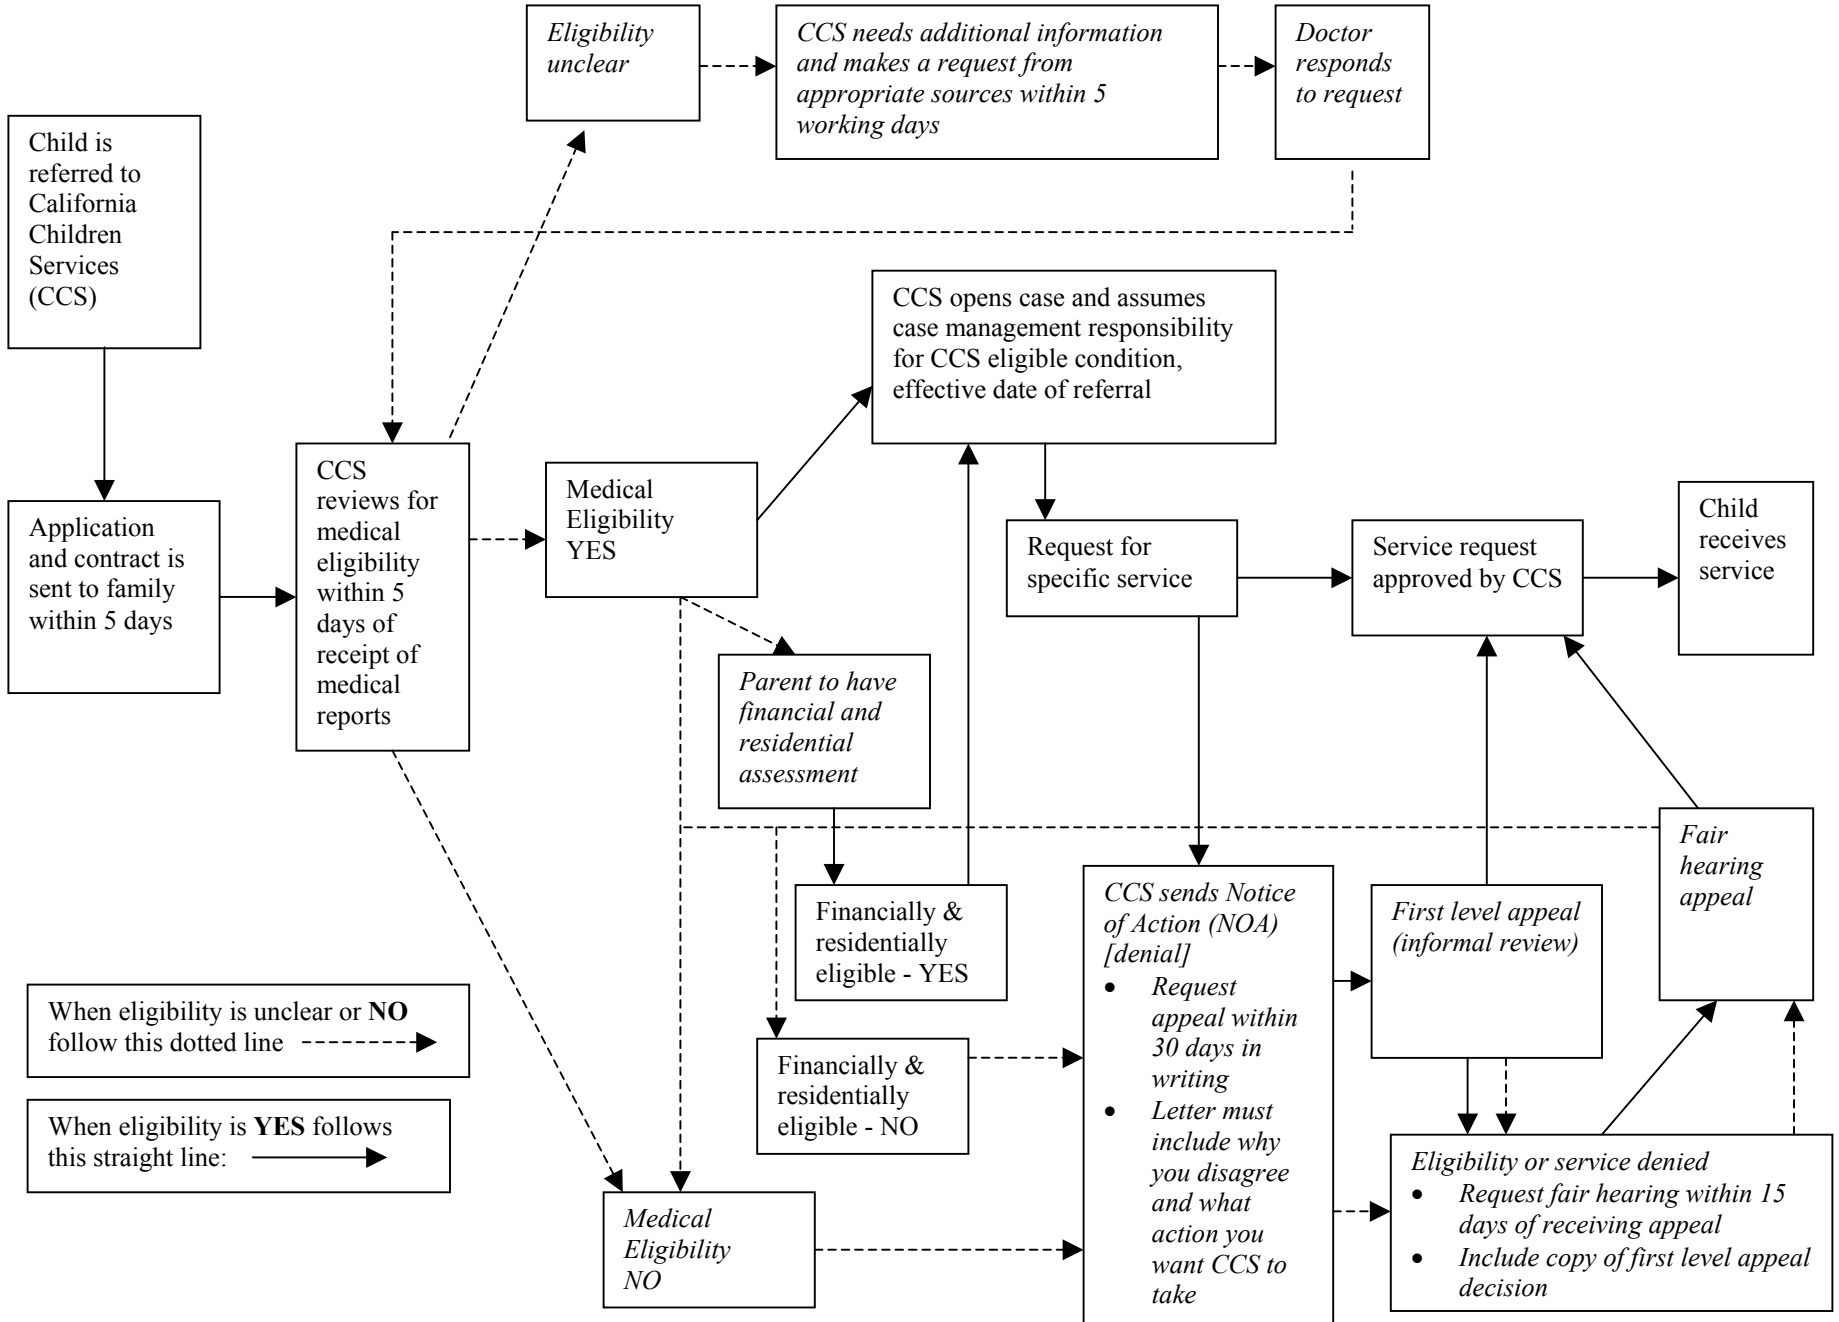 Eligibility
unclear
CCS needs additional information
and makes a request from
appropriate sources within 5
working days
Doctor
responds
to request
Child is
referred to
California
Children
Services
(CCS)
CCS opens case and assumes
case management responsibility
for CCS eligible condition,
effective date of referral
Application
and contract is
sent to family
within 5 days
CCS
reviews for
medical
eligibility
within 5
days of
receipt of
medical
reports
Medical
Eligibility
YES
Request for
specific service
Service request
approved by CCS
Child
receives
service
Parent to have
financial and
residential
assessment
Financially &
residentially
eligible - YES
Financially &
residentially
eligible - NO
Medical
Eligibility
NO
CCS sends Notice
of Action (NOA)
[denial]
• Request
appeal within
30 days in
writing
• Letter must
include why
you disagree
and what
action you
want CCS to
take
First level appeal
(informal review)
Fair
hearing
appeal
Eligibility or service denied
• Request fair hearing within 15
days of receiving appeal
• Include copy of first level appeal
decision
When eligibility is unclear or NO
follow this dotted line
When eligibility is YES follows
this straight line: